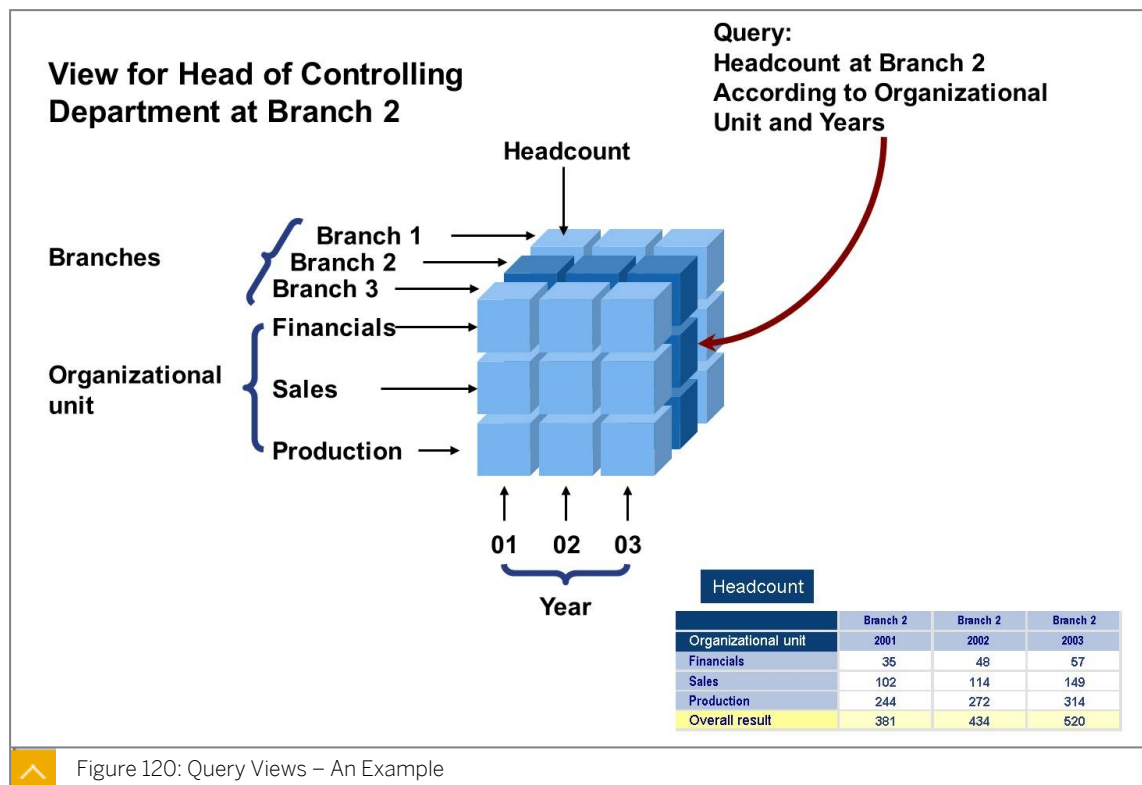 View for Head of Controlling
Department at Branch 2
Query:
Headcount at Branch 2
According to Organizational
Unit and Years
Headcount
Branches
Branch 1
Branch 2
Branch 3
Organizational
unit
Financials
Sales
Production
01 02 03
Year
Headcount
Branch 2 Branch 2 Branch 2
Organizational unit 2001 2002 2003
Financials 35 48 57
Sales 102 114 149
Production 244 272 314
Overall result 381 434 520
Figure 120: Query Views – An Example